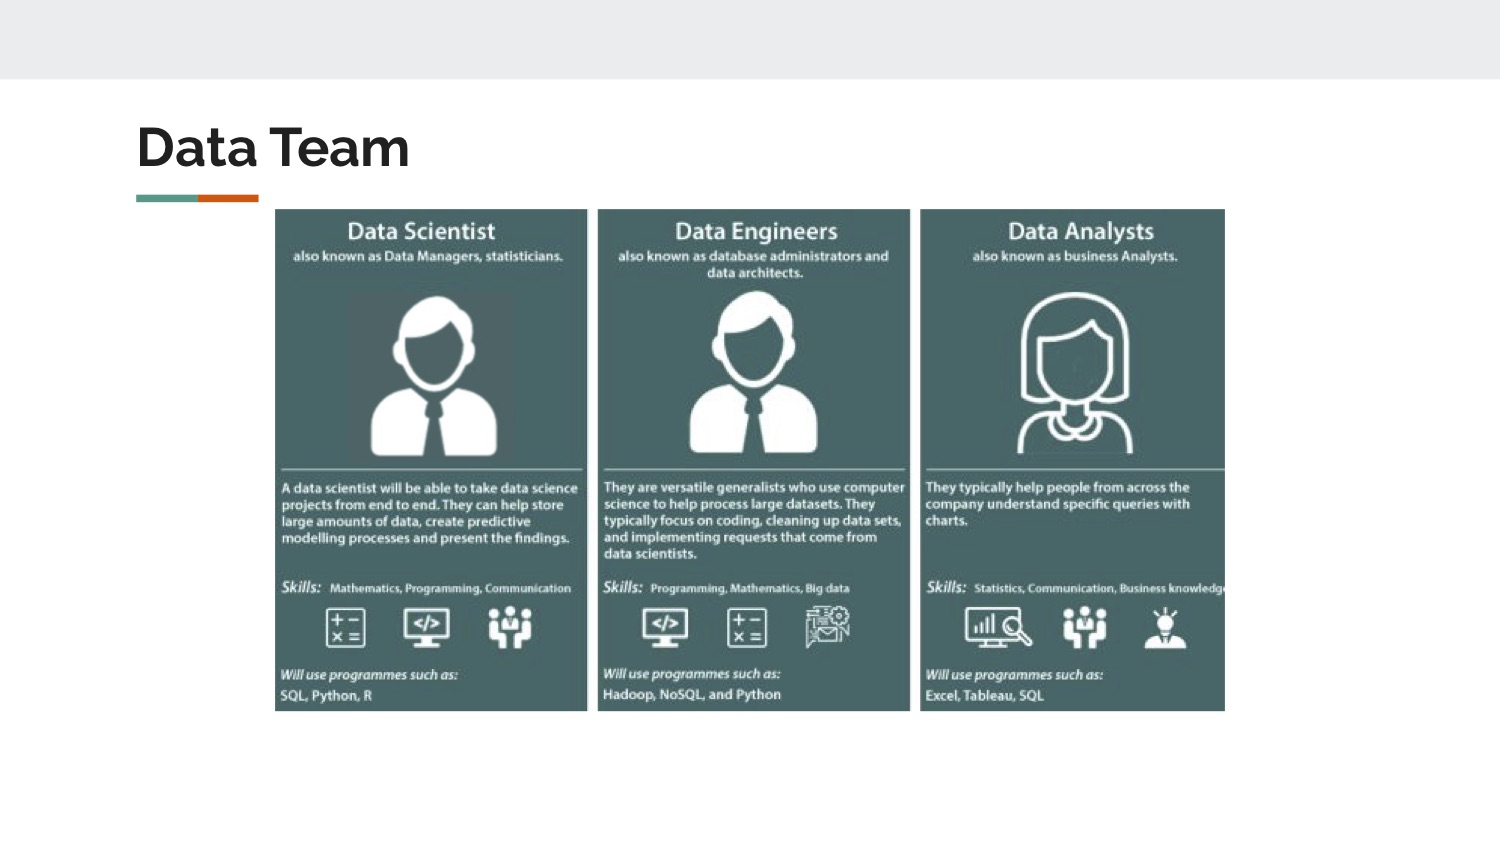 Data Team
Data Scientist
also known as Data Managers, statisticians.
A data scientist will be able to take data science
projects from end to end. They can help store
large amounts of data, create predictive
modelling processes and present the findings.
Skills: Mathematics, Programming, Communication
Will use programmes such as:
SQL, Python, R
Data Engineers
also known as database administrators and
data architects.
They are versatile generalists who use computer
science to help process large datasets. They
typically focus on coding, cleaning up data sets,
and implementing requests that come from
data scientists.
Skills: Programming, Mathematics, Big data
Will use programmes such as:
Hadoop, NoSQL, and Python
Data Analysts
also known as business Analysts.
They typically help people from across the
company understand specific queries with
charts.
Skills: Statistics, Communication, Business knowledge
Will use programmes such as:
Excel, Tableau, SQL